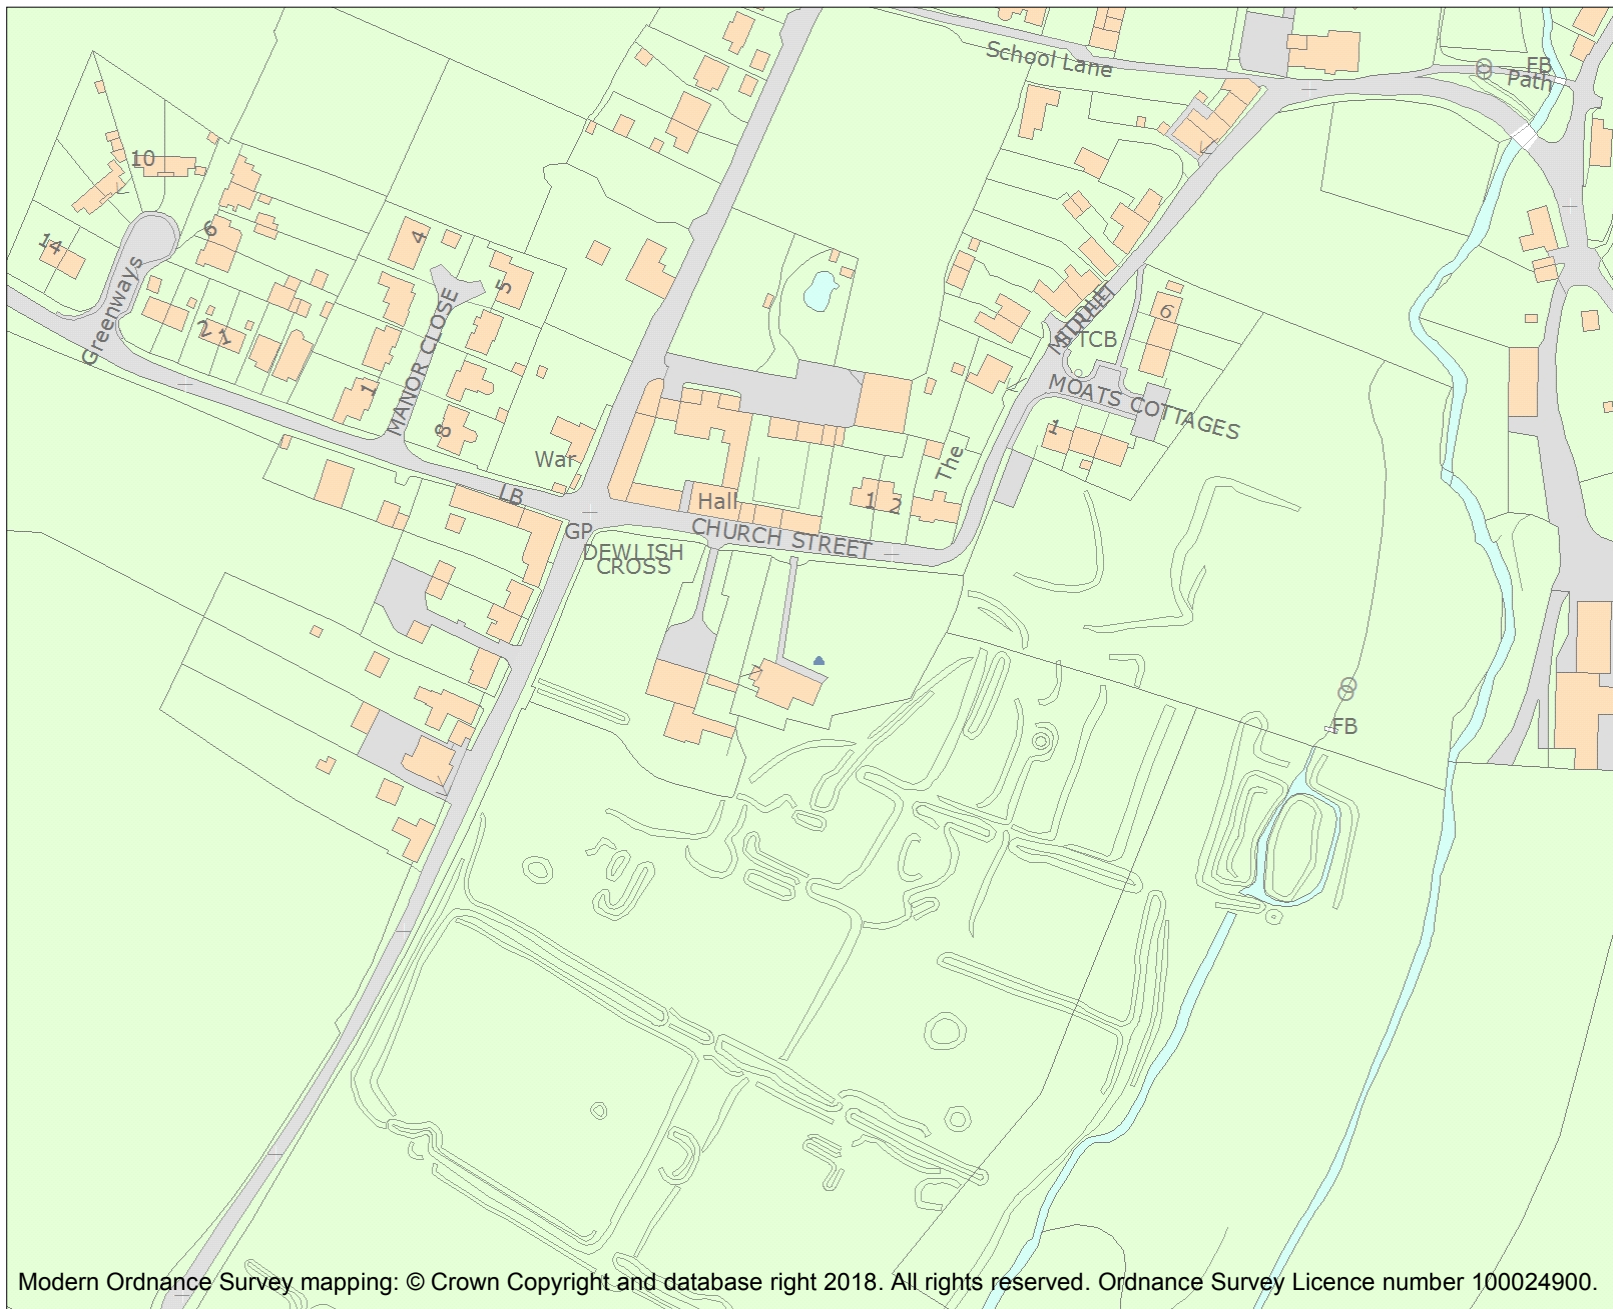 School Lane
FB
Path
10
14
6
4
5
2
1
Greenways
MANOR CLOSE
1
8
6
TCB
MOATS COTTAGES
1
War
LB
Hall
The
1
2
GP
CHURCH STREET
DEWLISH
CROSS
FB
Modern Ordnance Survey mapping: © Crown Copyright and database right 2018. All rights reserved. Ordnance Survey Licence number 100024900.